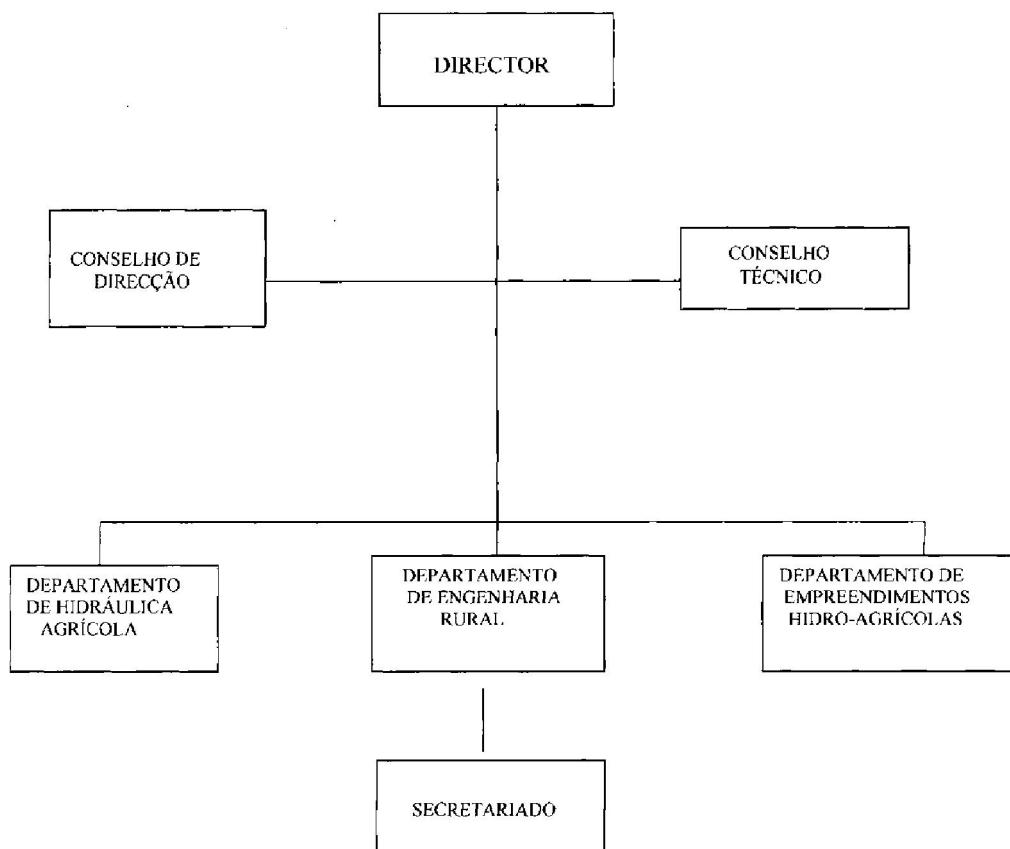 DIRECTOR
CONSELHO DE
DIRECÇÃO
CONSELHO
TÉCNICO
DEPARTAMENTO
DE HIDRÁULICA
AGRÍCOLA
DEPARTAMENTO
DE ENGENHARIA
RURAL
DEPARTAMENTO DE
EMPREENDIMENTOS
HIDRO-AGRÍCOLAS
SECRETARIADO